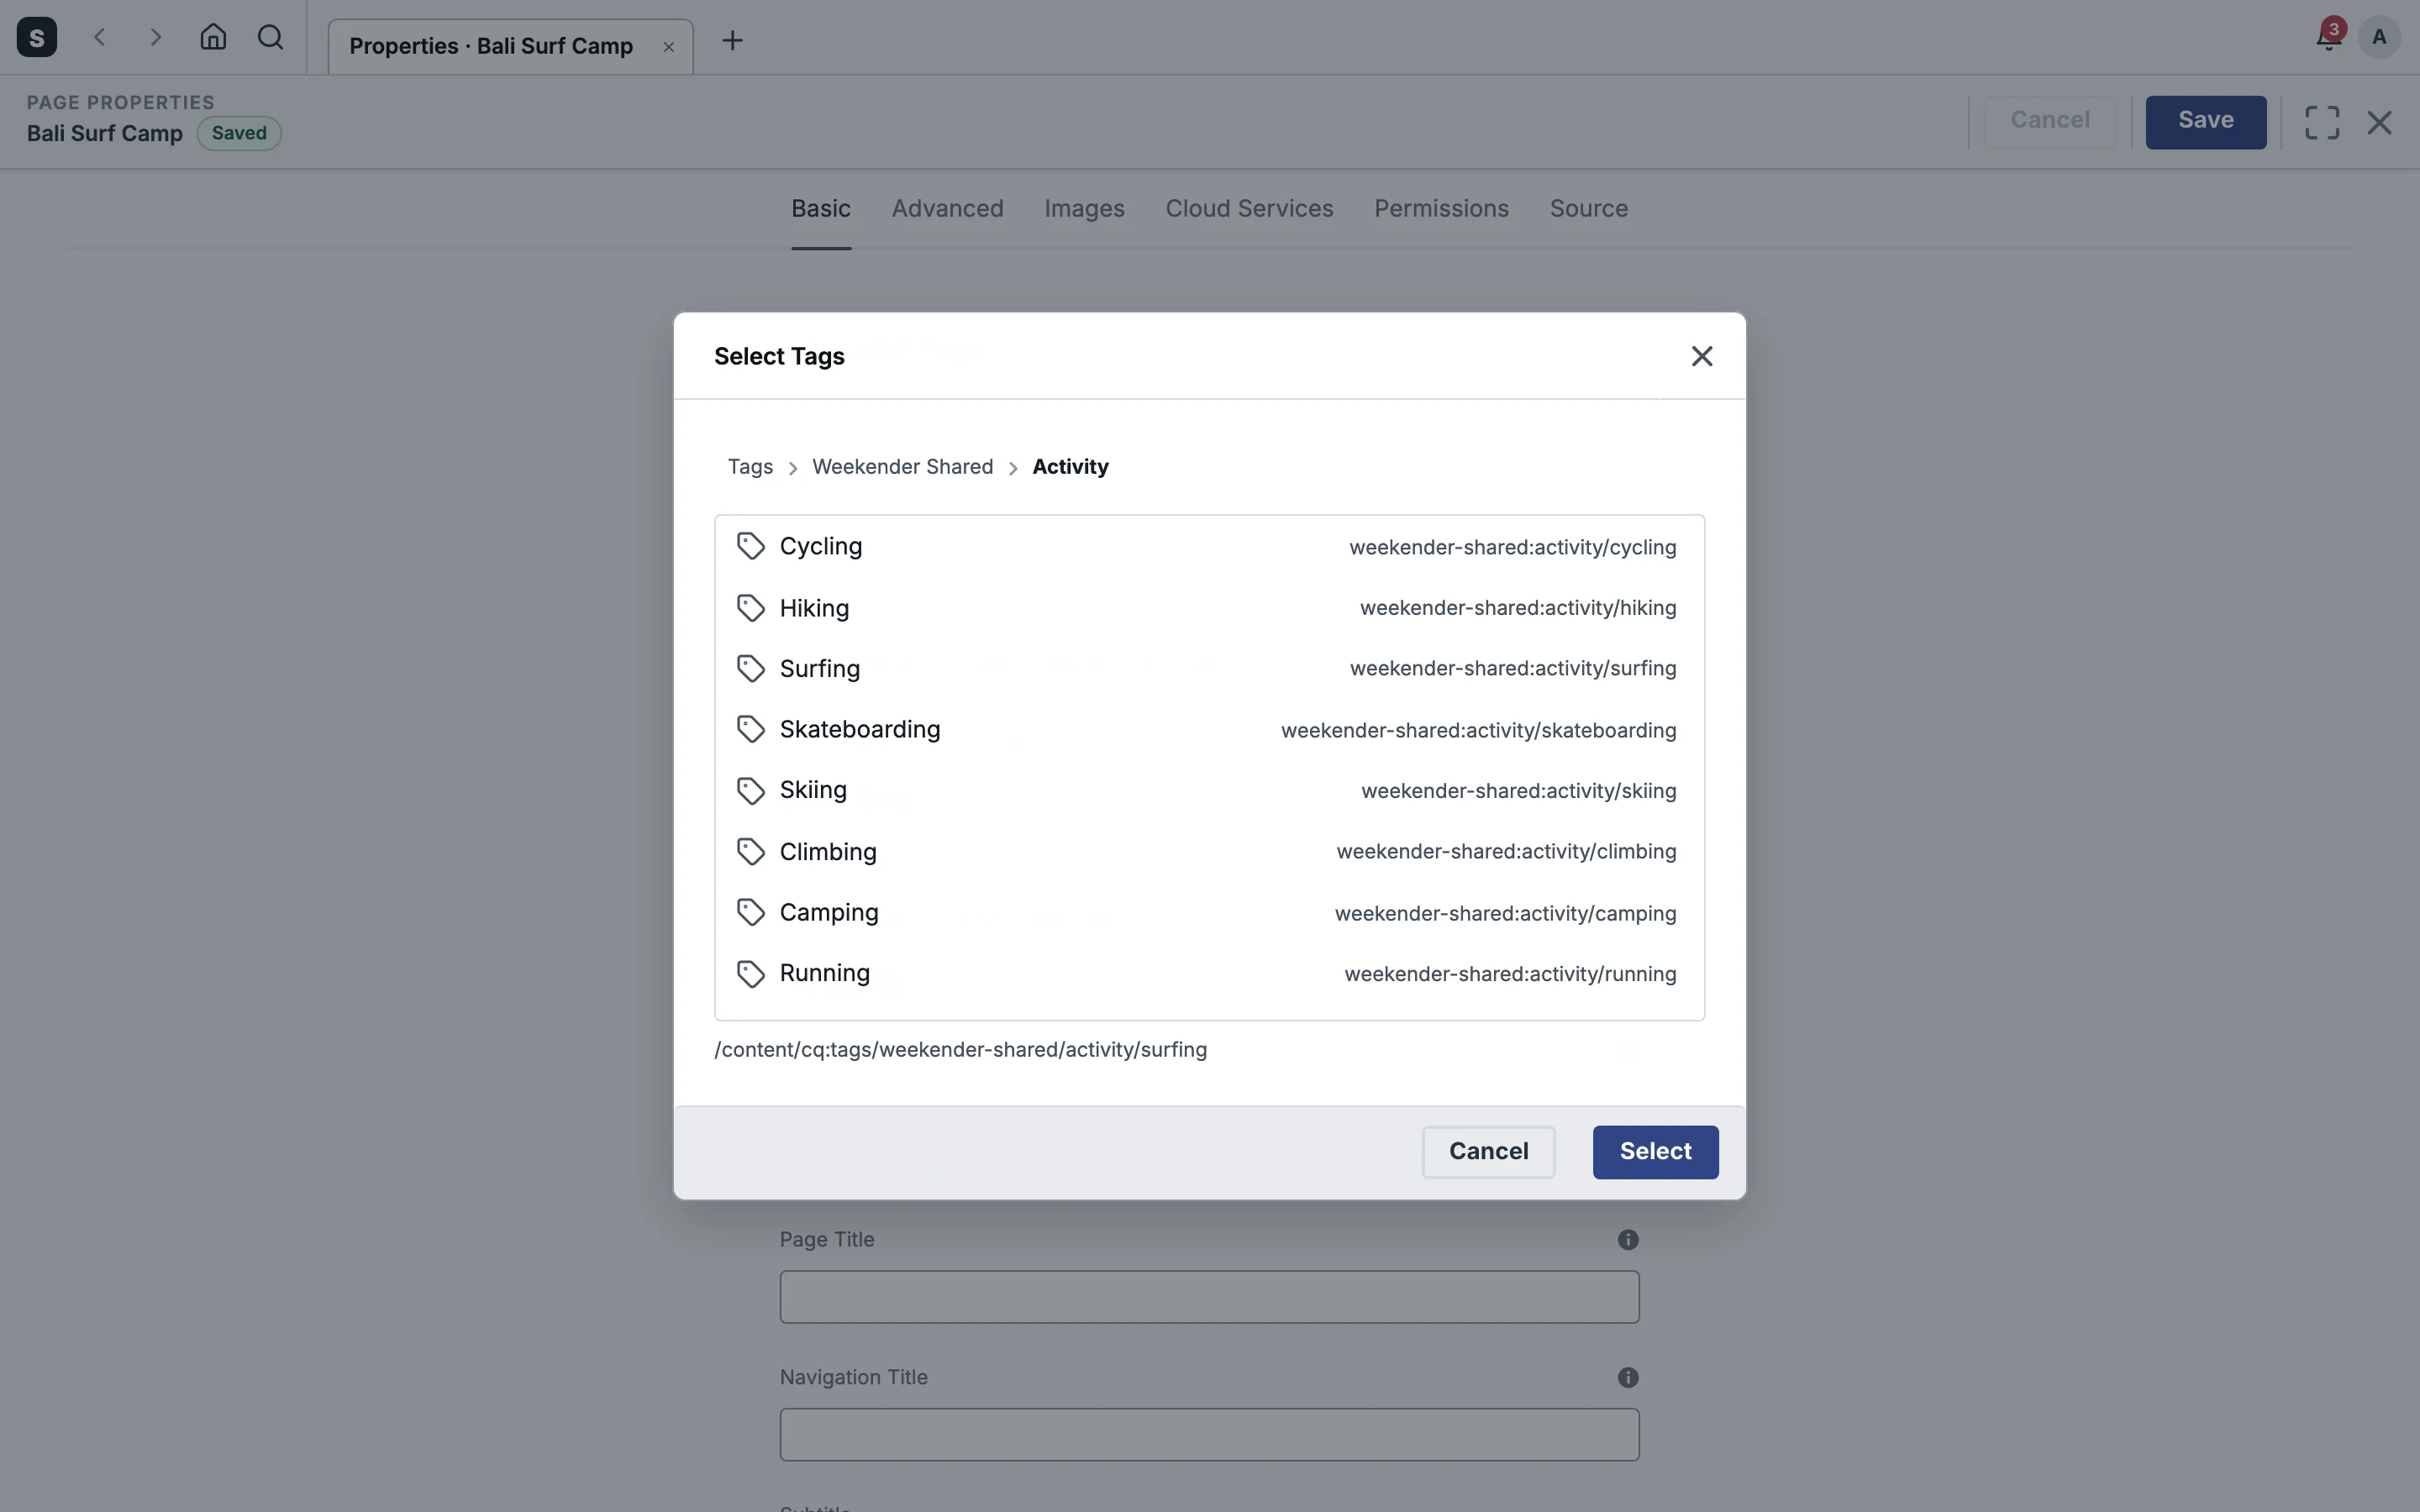 S
Properties · Bali Surf Camp
3
A
PAGE PROPERTIES
Bali Surf Camp
Saved
Cancel
Save
Basic
Advanced
Images
Cloud Services
Permissions
Source
Select Tags
Tags
Weekender Shared
Activity
Cycling
weekender-shared:activity/cycling
Hiking
weekender-shared:activity/hiking
Surfing
weekender-shared:activity/surfing
Skateboarding
weekender-shared:activity/skateboarding
Skiing
weekender-shared:activity/skiing
Climbing
weekender-shared:activity/climbing
Camping
weekender-shared:activity/camping
Running
weekender-shared:activity/running
/content/cq:tags/weekender-shared/activity/surfing
Cancel
Select
Page Title
Navigation Title